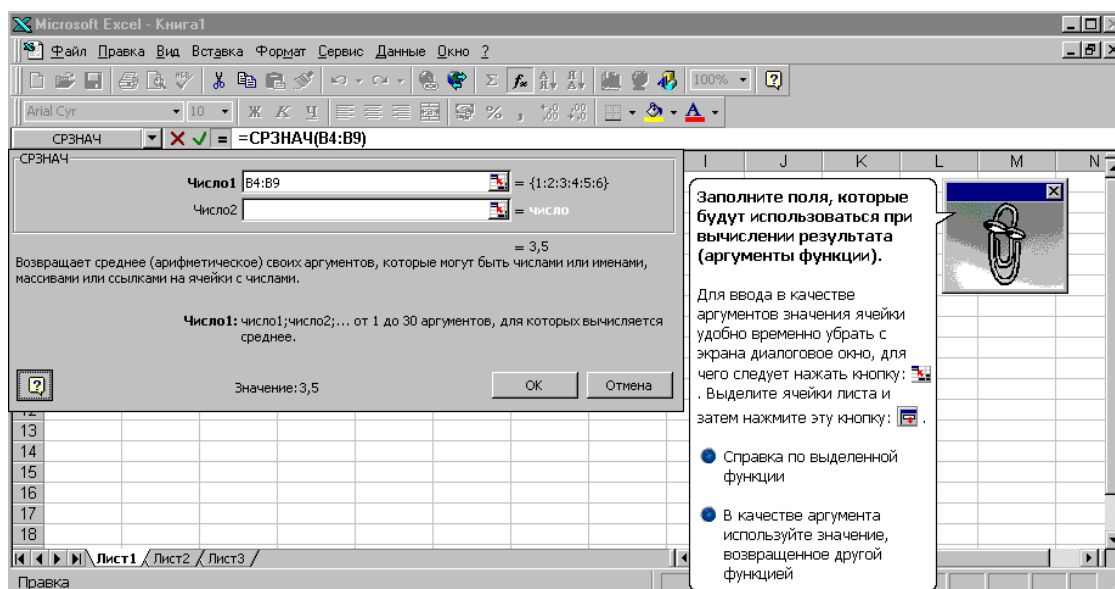 Microsoft Excel - Книга1
Файл Правка Вид Вставка Формат Сервис Данные Окно ?
100%
Arial Cyr 10 Ж К Ч % ,
СРЗНАЧ = =СРЗНАЧ(B4:B9)
СРЗНАЧ
Число1 B4:B9 = {1:2:3:4:5:6}
Число2 = число
= 3,5
Возвращает среднее (арифметическое) своих аргументов, которые могут быть числами или именами,
массивами или ссылками на ячейки с числами.
Число1: число1;число2;... от 1 до 30 аргументов, для которых вычисляется
среднее.
Значение:3,5 ОК Отмена
I J K L M N
Заполните поля, которые
будут использоваться при
вычислении результата
(аргументы функции).
Для ввода в качестве
аргументов значения ячейки
удобно временно убрать с
экрана диалоговое окно, для
чего следует нажать кнопку:
. Выделите ячейки листа и
затем нажмите эту кнопку: .
Справка по выделенной
функции
В качестве аргумента
используйте значение,
возвращенное другой
функцией
12
13
14
15
16
17
18
Лист1 Лист2 Лист3
Правка